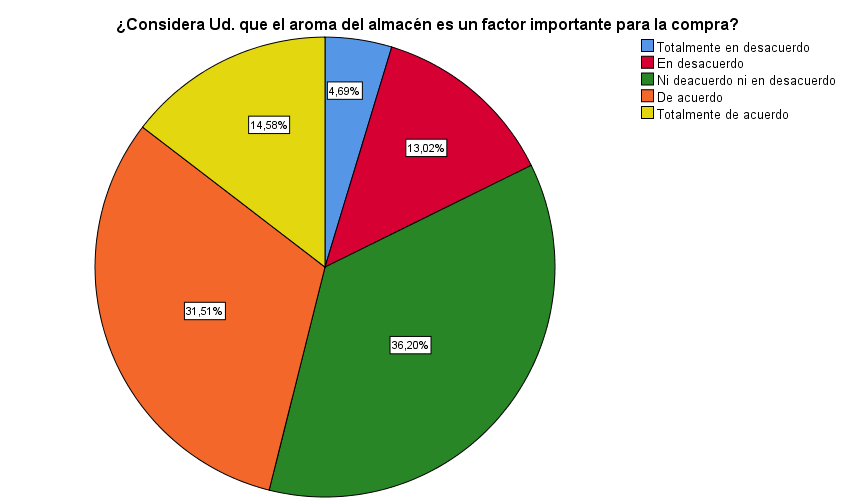 ¿Considera Ud. que el aroma del almacén es un factor importante para la compra?
Totalmente en desacuerdo
En desacuerdo
Ni deacuerdo ni en desacuerdo
De acuerdo
Totalmente de acuerdo
4,69%
13,02%
14,58%
31,51%
36,20%